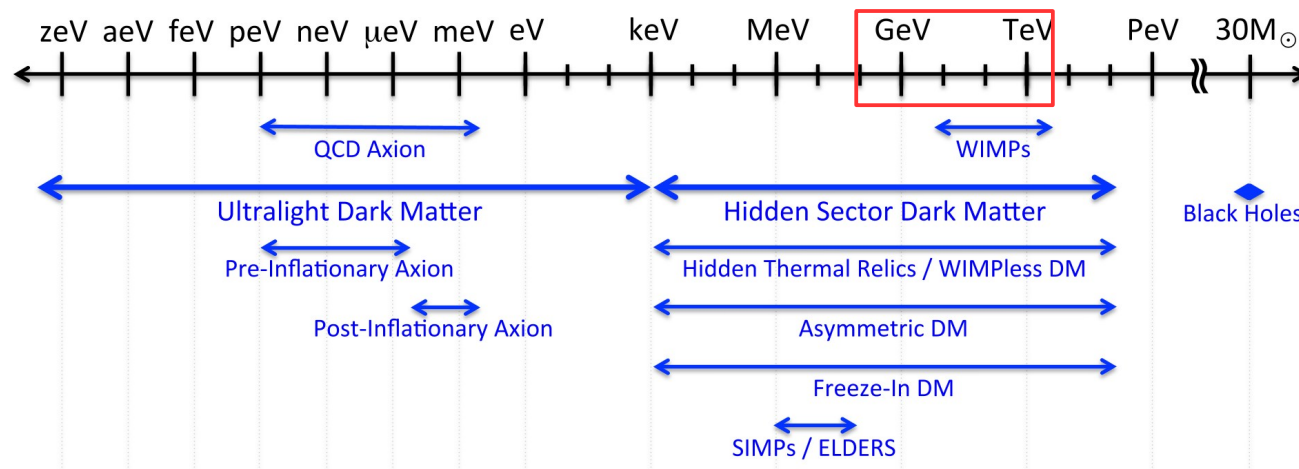 zeV aeV feV peV neV μeV meV eV keV MeV GeV TeV PeV 30M☉
QCD Axion WIMPs
Ultralight Dark Matter Hidden Sector Dark Matter Black Holes
Pre-Inflationary Axion Hidden Thermal Relics / WIMPless DM
Post-Inflationary Axion Asymmetric DM
Freeze-In DM
SIMPs / ELDERS